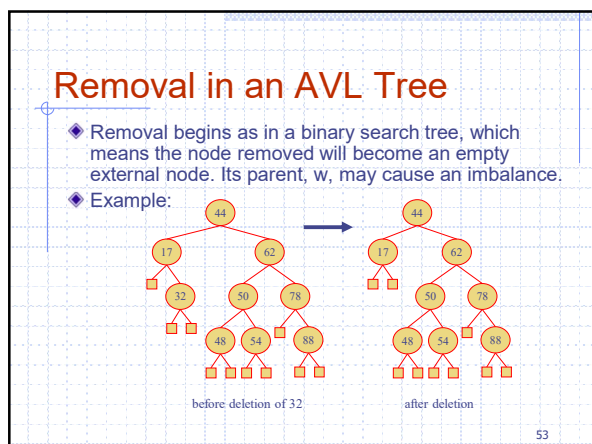 Removal in an AVL Tree
Removal begins as in a binary search tree, which
means the node removed will become an empty
external node. Its parent, w, may cause an imbalance.
Example:
44
17
62
32
50
78
48
54
88
before deletion of 32
44
17
62
50
78
48
54
88
after deletion
53